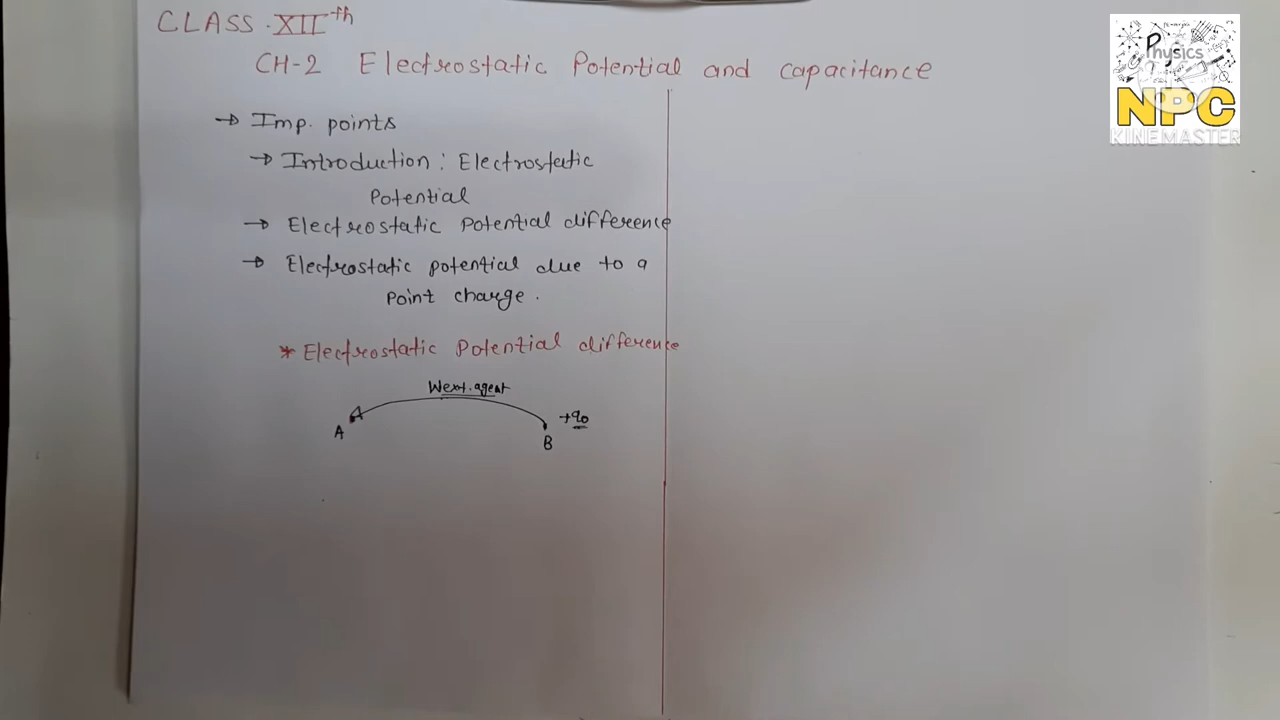 CLASS . XII th
CH-2 Electrostatic Potential and capacitance
→ Imp. points
→ Introduction : Electrostatic
Potential
→ Electrostatic Potential difference
→ Electrostatic potential due to a
point charge .
* Electrostatic Potential difference
Wext. agent
A
B
+q0
Physics
NPC
KINEMASTER